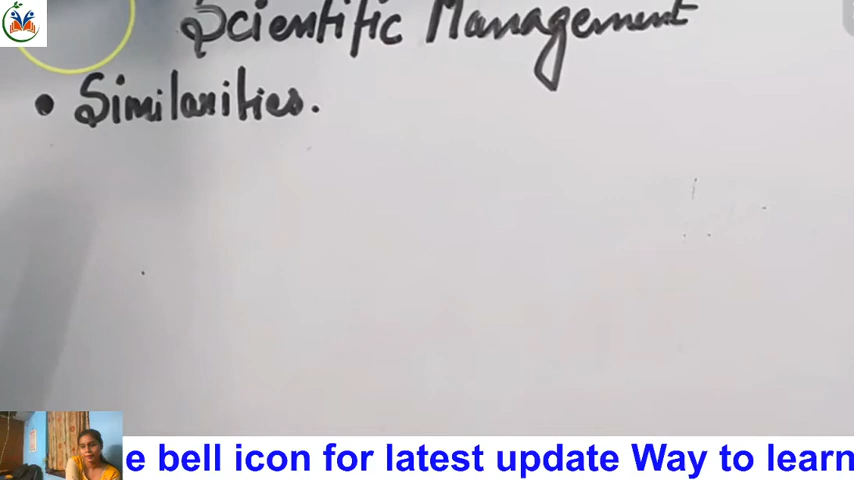 Scientific Management
• Similarities.
e bell icon for latest update Way to learn